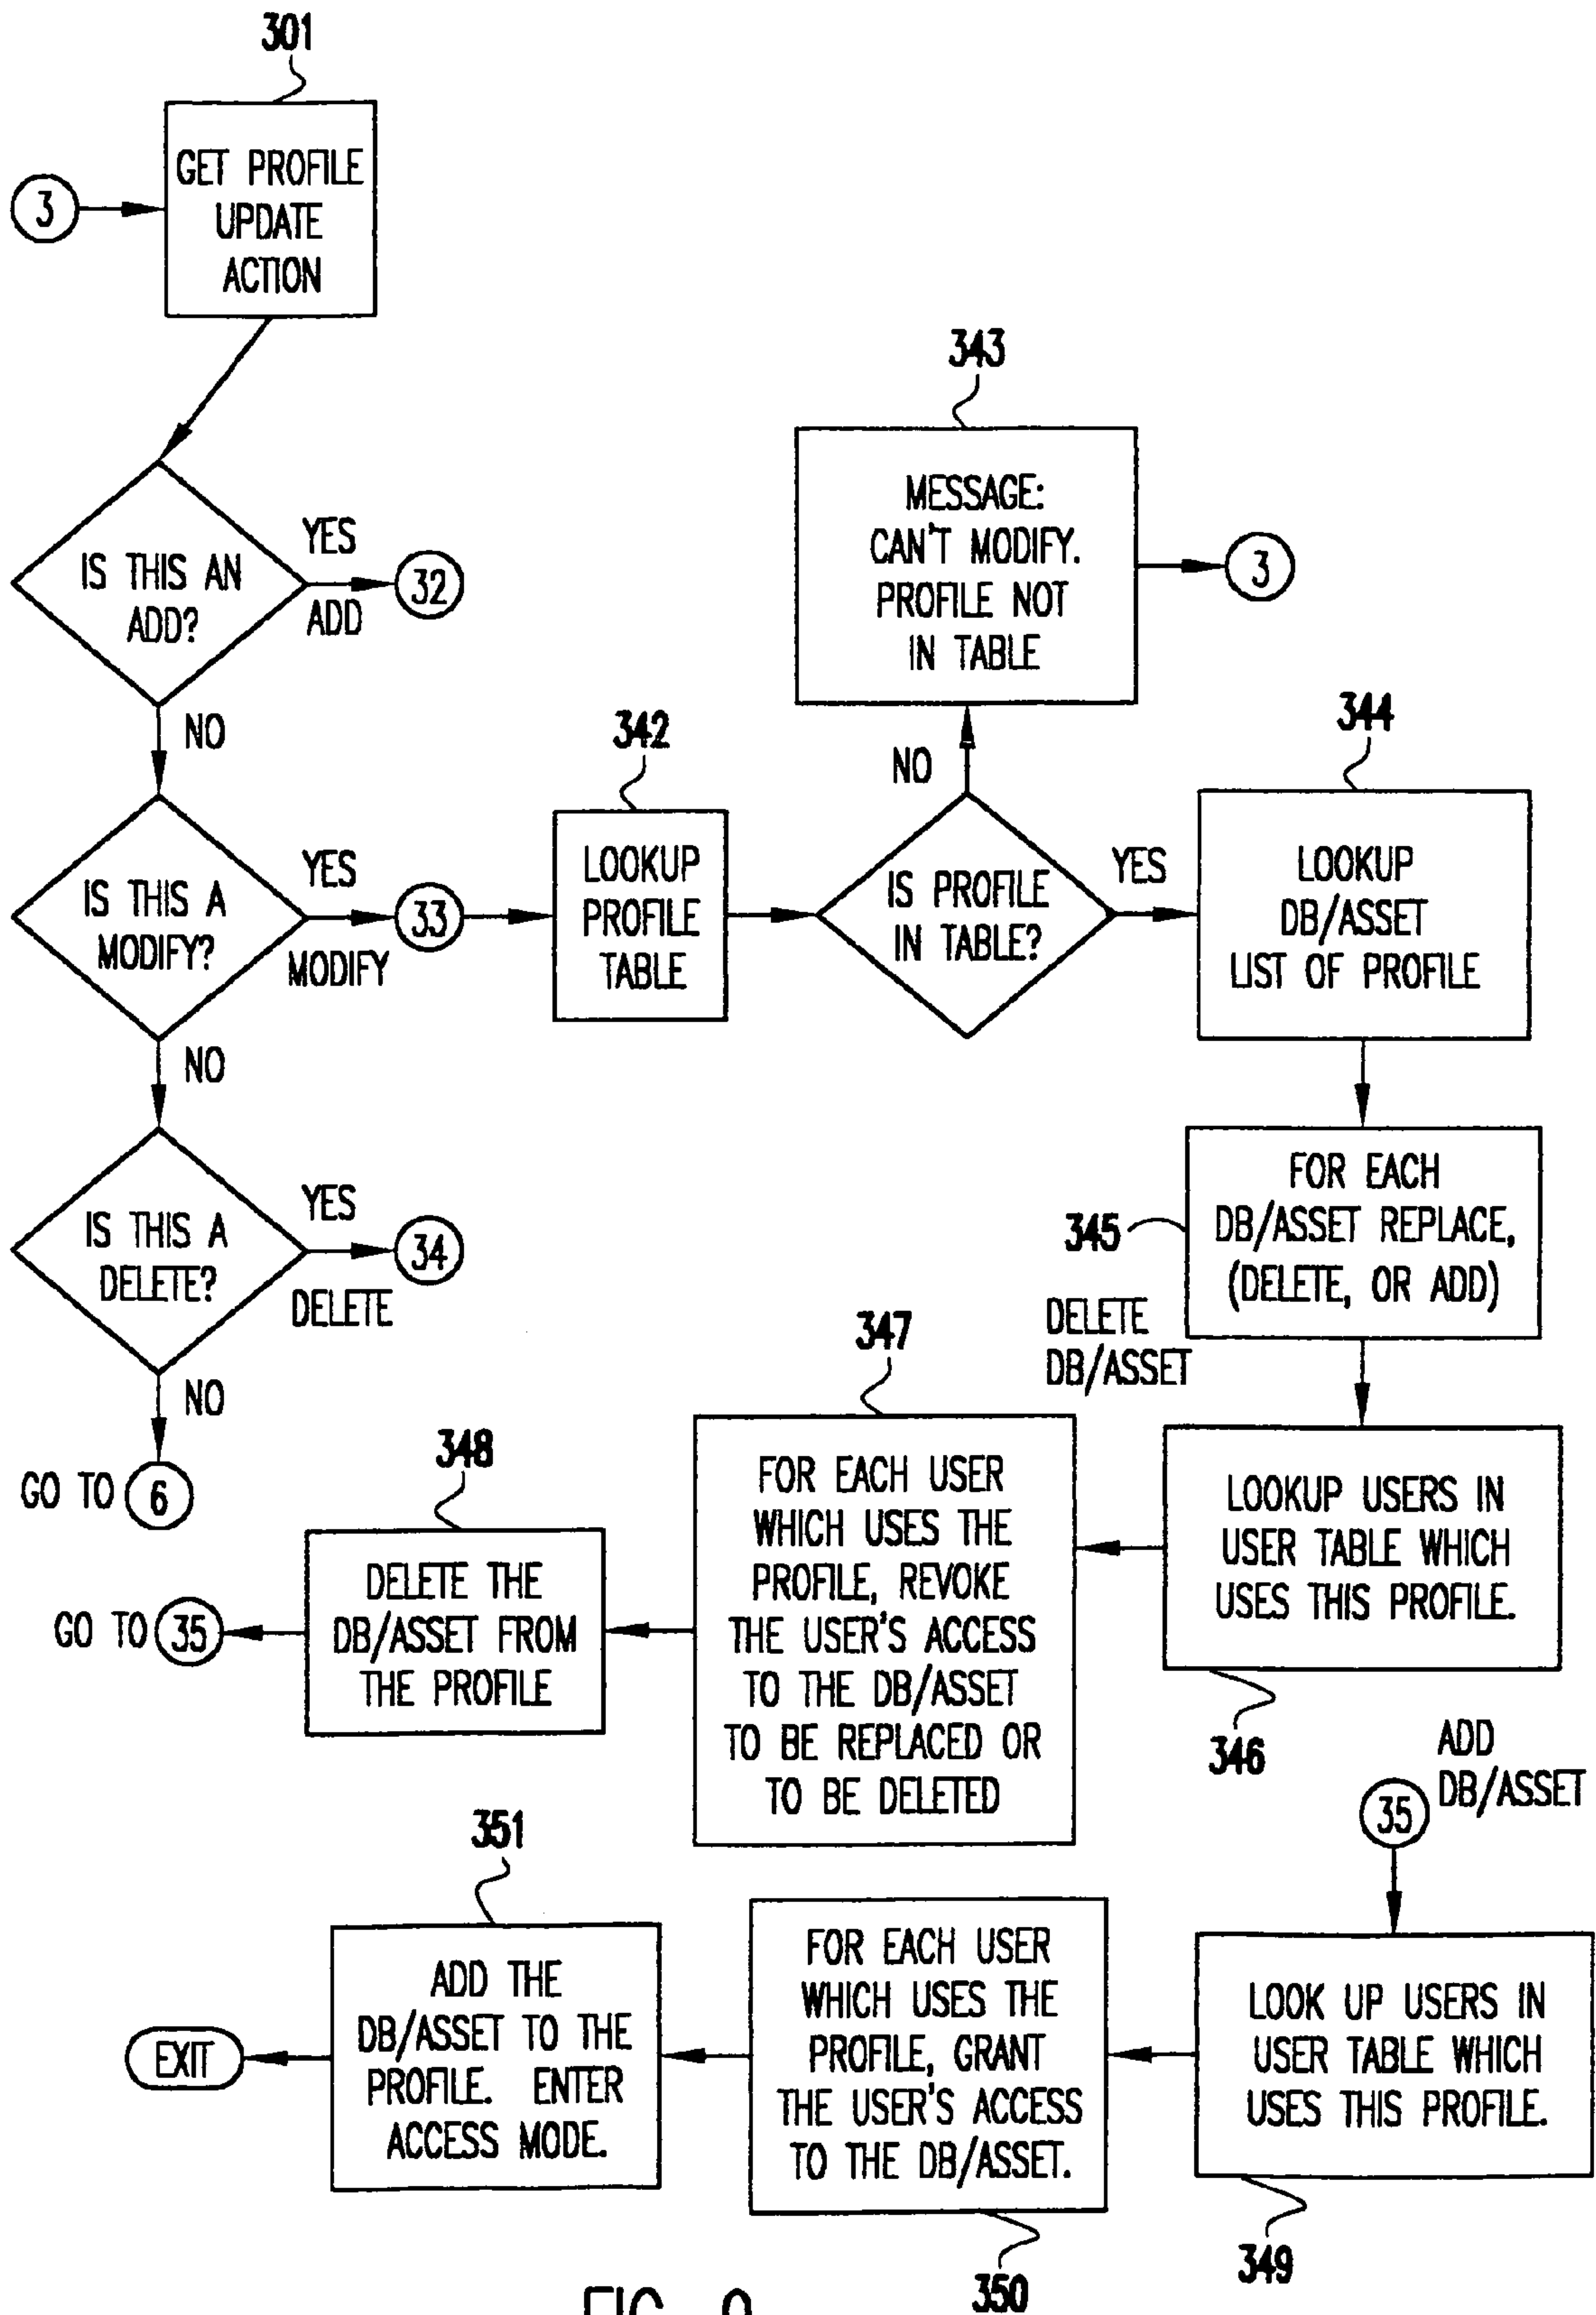 301
GET PROFILE
UPDATE
ACTION
3
IS THIS AN
ADD?
YES
ADD
32
NO
IS THIS A
MODIFY?
YES
MODIFY
33
342
LOOKUP
PROFILE
TABLE
IS PROFILE
IN TABLE?
NO
343
MESSAGE:
CAN'T MODIFY.
PROFILE NOT
IN TABLE
3
YES
344
LOOKUP
DB/ASSET
LIST OF PROFILE
NO
IS THIS A
DELETE?
YES
DELETE
34
NO
GO TO 6
345
FOR EACH
DB/ASSET REPLACE,
(DELETE, OR ADD)
DELETE
DB/ASSET
LOOKUP USERS IN
USER TABLE WHICH
USES THIS PROFILE.
346
347
FOR EACH USER
WHICH USES THE
PROFILE, REVOKE
THE USER'S ACCESS
TO THE DB/ASSET
TO BE REPLACED OR
TO BE DELETED
348
DELETE THE
DB/ASSET FROM
THE PROFILE
GO TO 35
ADD
DB/ASSET
35
LOOK UP USERS IN
USER TABLE WHICH
USES THIS PROFILE.
349
FOR EACH USER
WHICH USES THE
PROFILE, GRANT
THE USER'S ACCESS
TO THE DB/ASSET.
350
351
ADD THE
DB/ASSET TO THE
PROFILE. ENTER
ACCESS MODE.
EXIT